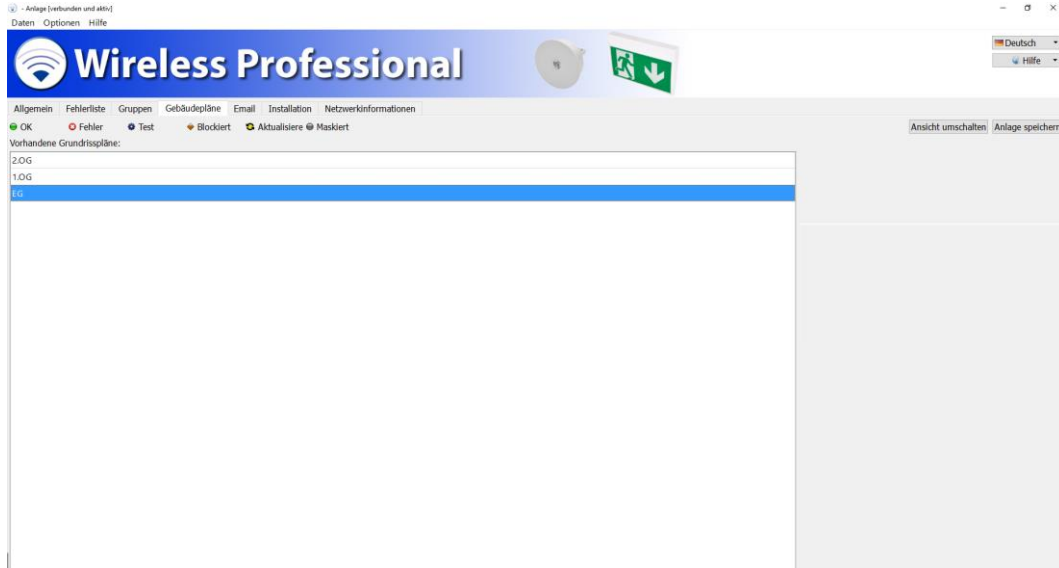 - Anlage [verbunden und aktiv]
Daten Optionen Hilfe
Wireless Professional
Deutsch
Hilfe
Allgemein Fehlerliste Gruppen Gebäudepläne Email Installation Netzwerkinformationen
OK Fehler Test Blockiert Aktualisiere Maskiert
Ansicht umschalten Anlage speichern
Vorhandene Grundrisspläne:
2.OG
1.OG
EG